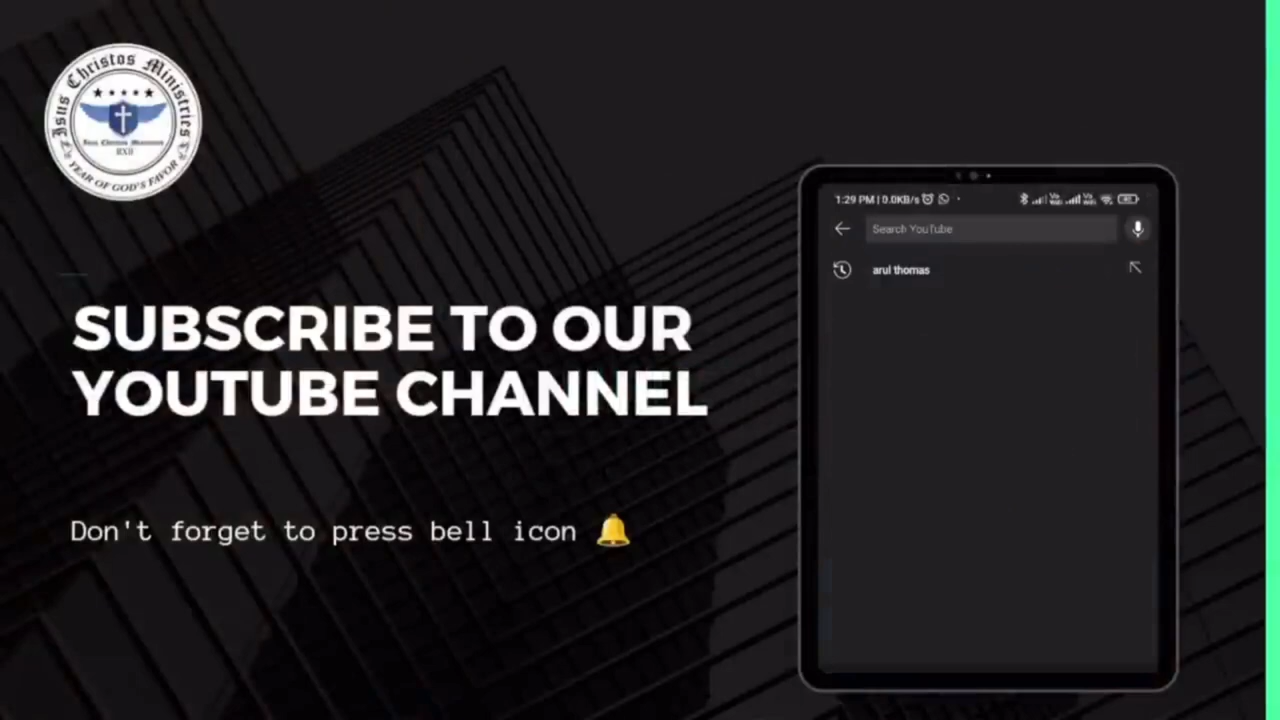 Jsus Christos Ministries
YEAR OF GOD'S FAVOR
SUBSCRIBE TO OUR
YOUTUBE CHANNEL
Don't forget to press bell icon 🔔
1:29 PM | 0.0KB/s
Search YouTube
arul thomas